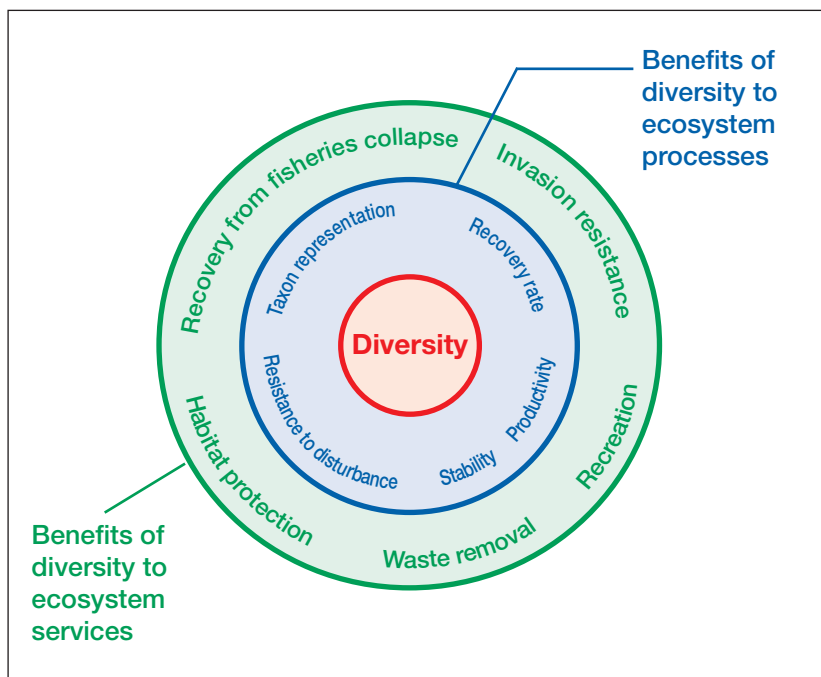 Benefits of
diversity to
ecosystem
processes
Recovery from fisheries collapse
Invasion resistance
Taxon representation
Recovery rate
Diversity
Resistance to disturbance
Stability
Productivity
Habitat protection
Waste removal
Recreation
Benefits of
diversity to
ecosystem
services